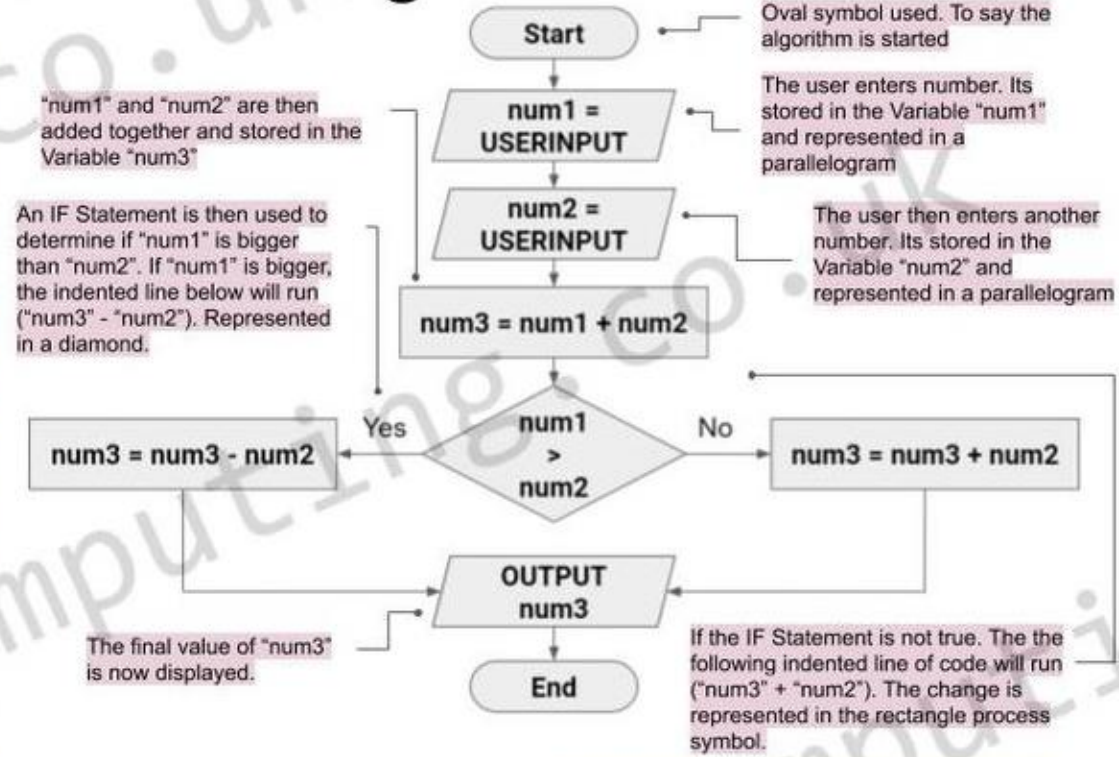 Start
Oval symbol used. To say the
algorithm is started
num1 =
USERINPUT
The user enters number. Its
stored in the Variable “num1”
and represented in a
parallelogram
“num1” and “num2” are then
added together and stored in the
Variable “num3”
num2 =
USERINPUT
The user then enters another
number. Its stored in the
Variable “num2” and
represented in a parallelogram
An IF Statement is then used to
determine if “num1” is bigger
than “num2”. If “num1” is bigger,
the indented line below will run
(“num3” - “num2”). Represented
in a diamond.
num3 = num1 + num2
num1
>
num2
Yes
No
num3 = num3 - num2
num3 = num3 + num2
OUTPUT
num3
The final value of “num3”
is now displayed.
If the IF Statement is not true. The the
following indented line of code will run
(“num3” + “num2”). The change is
represented in the rectangle process
symbol.
End
co.u
mputing.co.uk
mputi